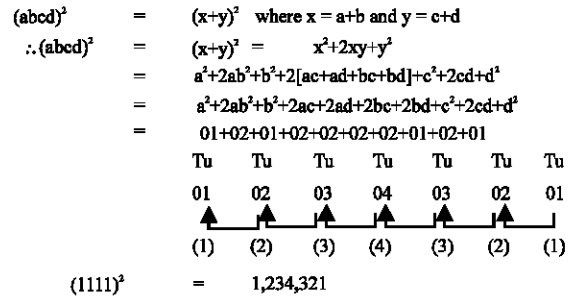 (abcd)² = (x+y)² where x = a+b and y = c+d
∴(abcd)² = (x+y)² = x²+2xy+y²
= a²+2ab²+b²+2[ac+ad+bc+bd]+c²+2cd+d²
= a²+2ab²+b²+2ac+2ad+2bc+2bd+c²+2cd+d²
= 01+02+01+02+02+02+02+01+02+01
Tu Tu Tu Tu Tu Tu Tu
01 02 03 04 03 02 01
(1) (2) (3) (4) (3) (2) (1)
(1111)² = 1,234,321